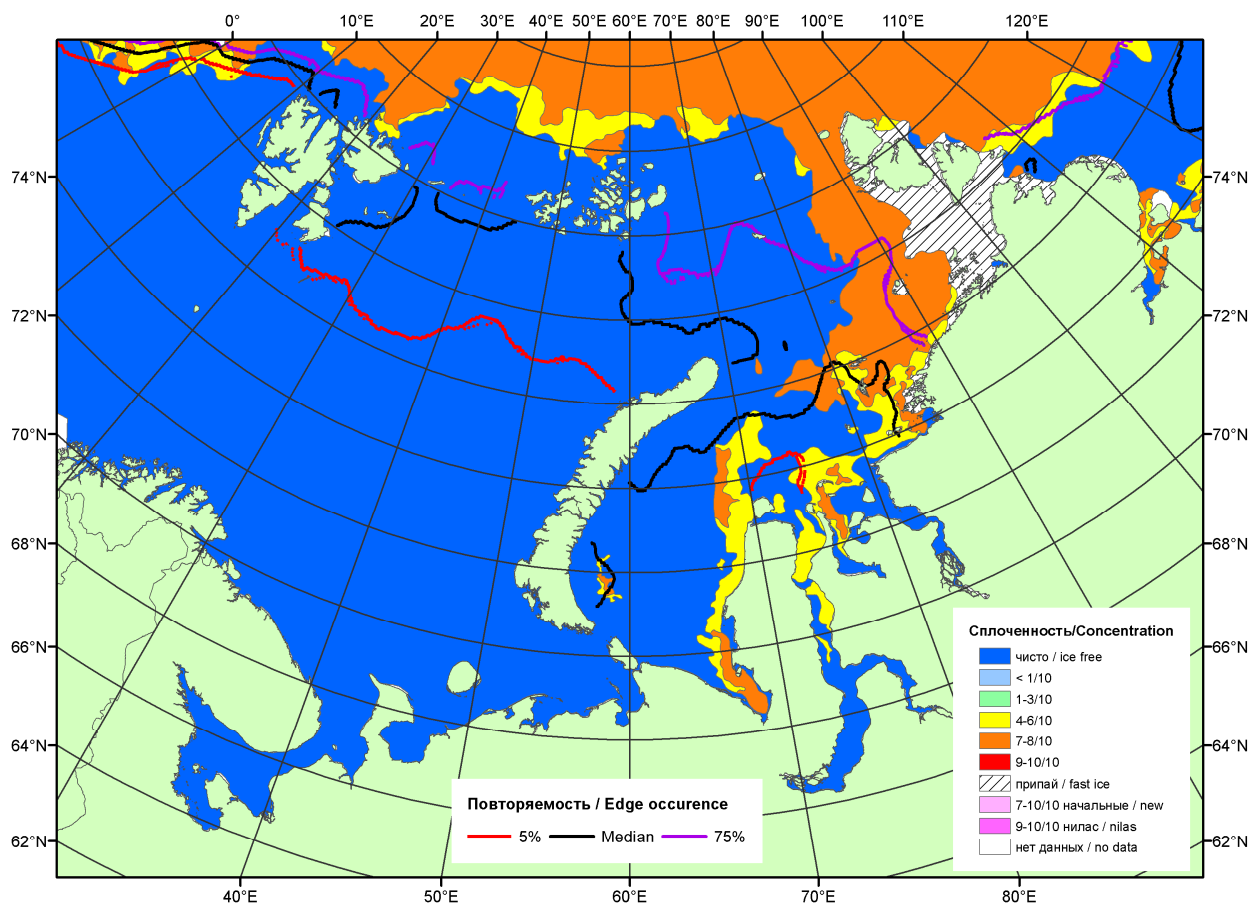 0° 10°E 20°E 30°E 40°E 50°E 60°E 70°E 80°E 90°E 100°E 110°E 120°E
74°N 74°N
72°N 72°N
70°N 70°N
68°N 68°N
66°N 66°N
64°N 64°N
62°N 62°N
Сплоченность/Concentration
чисто / ice free
< 1/10
1-3/10
4-6/10
7-8/10
9-10/10
припай / fast ice
7-10/10 начальные / new
9-10/10 нилас / nilas
нет данных / no data
Повторяемость / Edge occurence
5% Median 75%
40°E 50°E 60°E 70°E 80°E